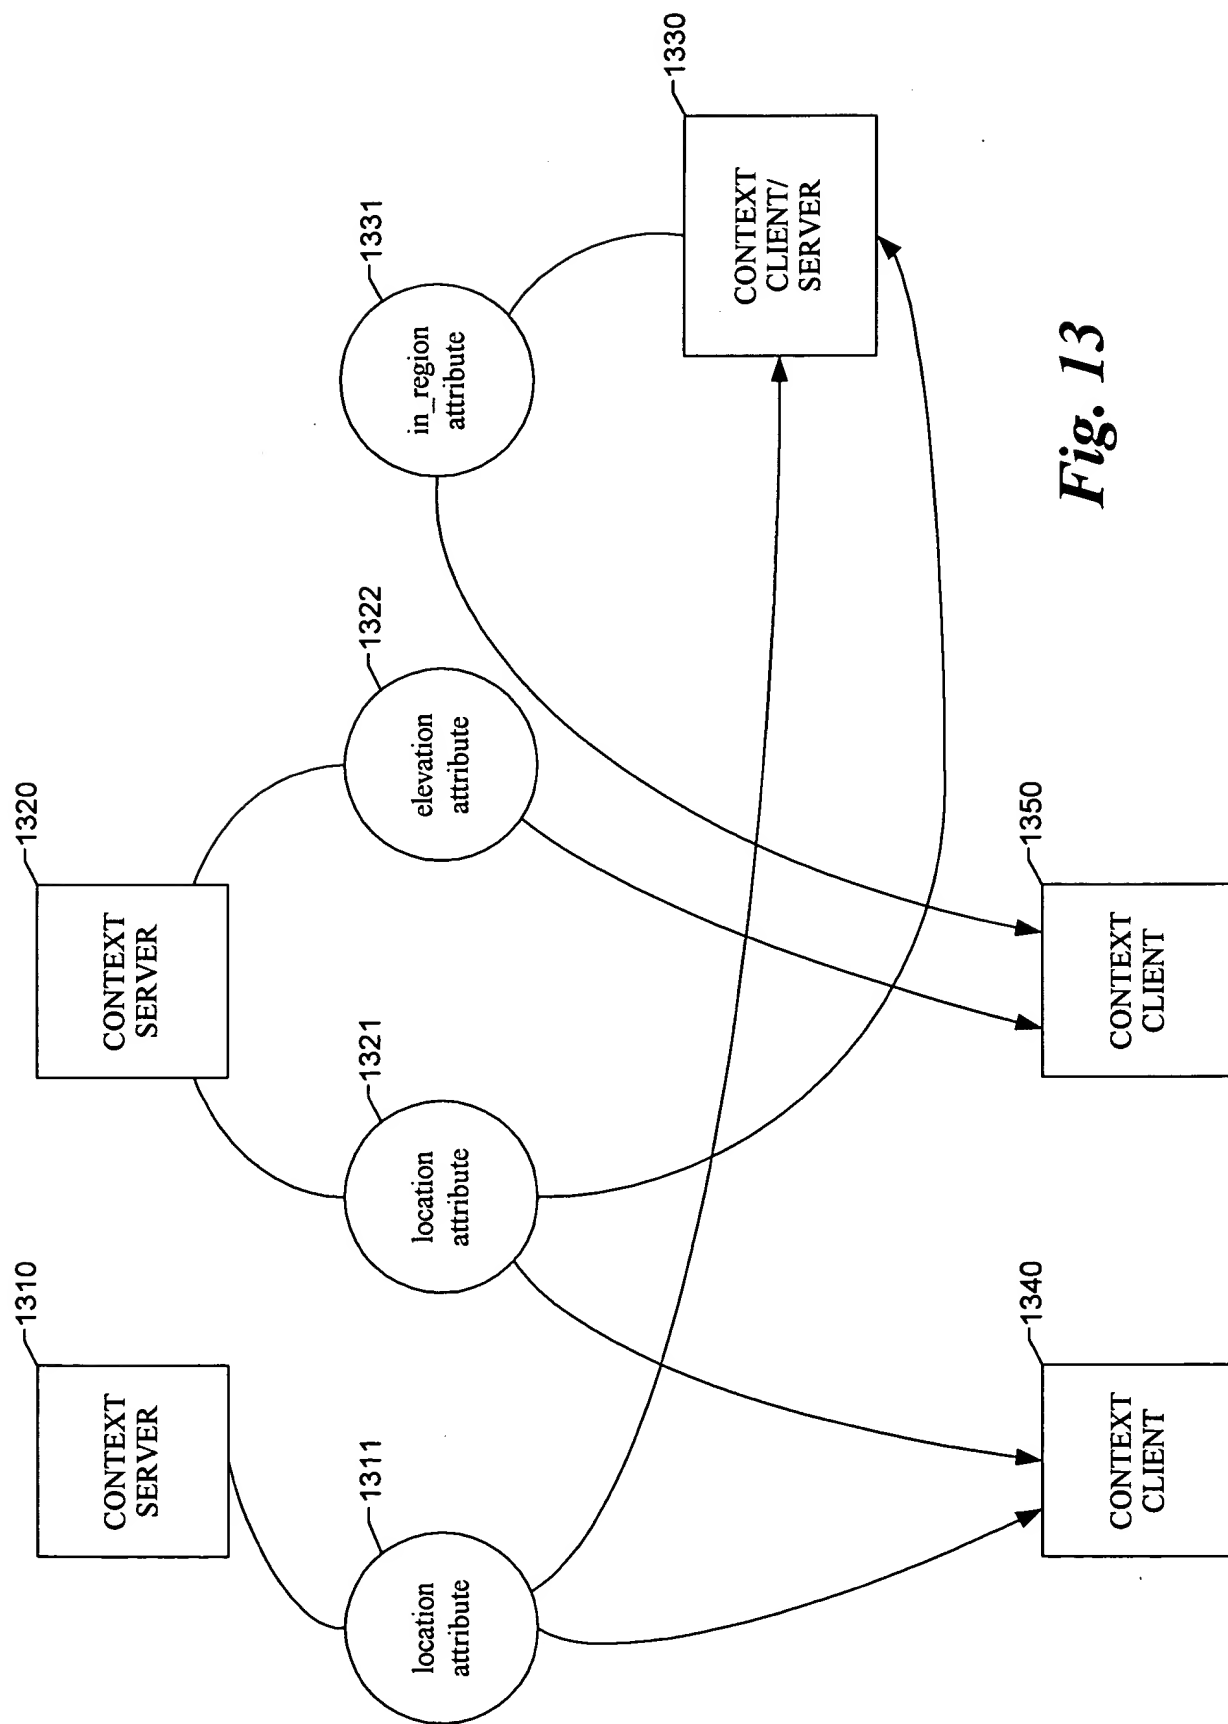 1310
CONTEXT
SERVER
1320
CONTEXT
SERVER
1311
location
attribute
1321
location
attribute
1322
elevation
attribute
1331
in_region
attribute
1330
CONTEXT
CLIENT/
SERVER
1340
CONTEXT
CLIENT
1350
CONTEXT
CLIENT
Fig. 13